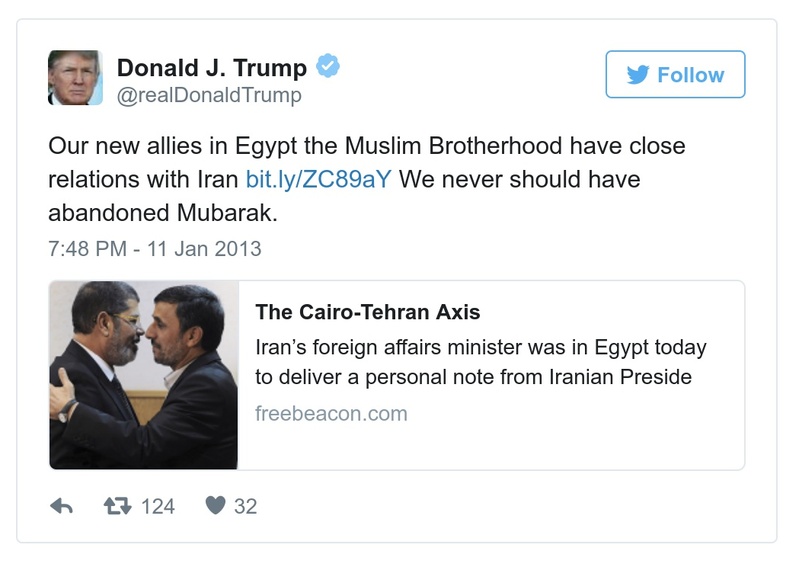 Donald J. Trump
@realDonaldTrump
Follow
Our new allies in Egypt the Muslim Brotherhood have close
relations with Iran bit.ly/ZC89aY We never should have
abandoned Mubarak.
7:48 PM - 11 Jan 2013
The Cairo-Tehran Axis
Iran’s foreign affairs minister was in Egypt today
to deliver a personal note from Iranian Preside
freebeacon.com
124 32